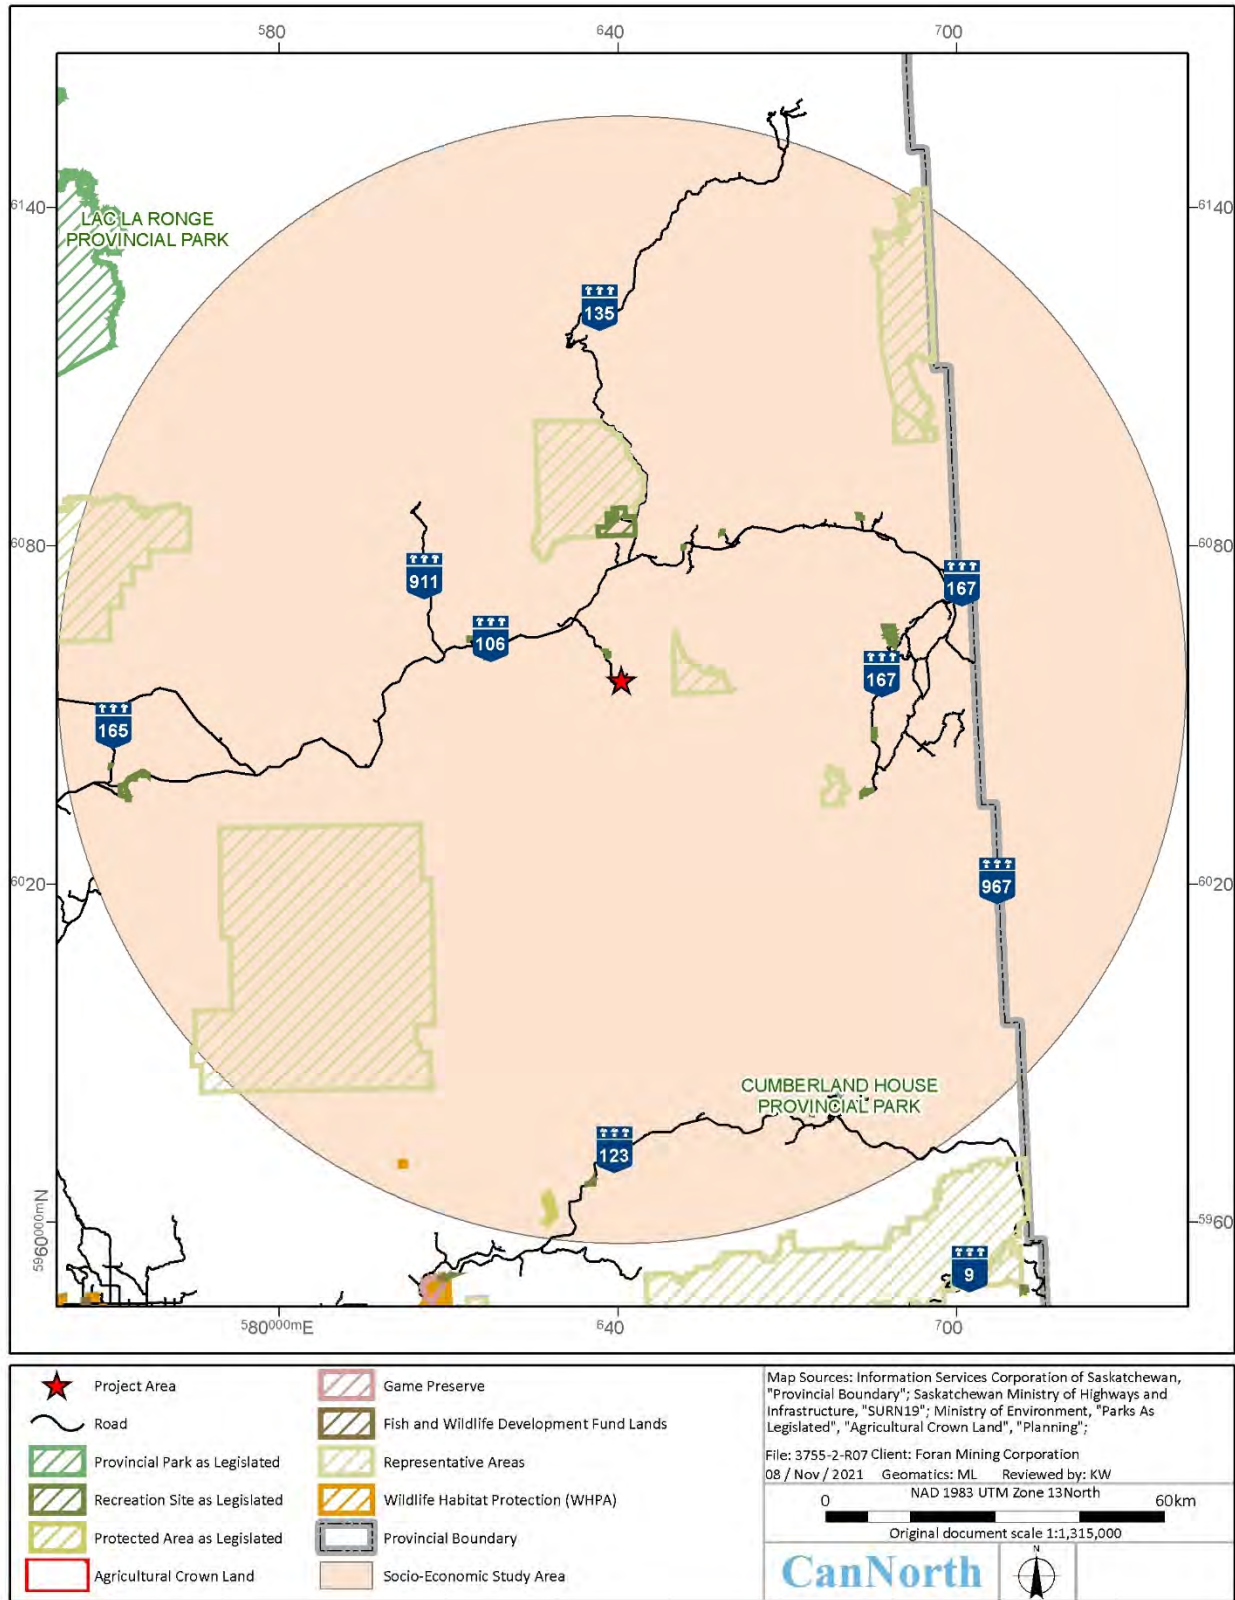 580 640 700
6140 6140
LAC LA RONGE
PROVINCIAL PARK
135
6080 6080
911
167
106
167
165
6020 6020
967
CUMBERLAND HOUSE
PROVINCIAL PARK
123
5960000mN 5960
9
580000mE 640 700
Project Area
Road
Provincial Park as Legislated
Recreation Site as Legislated
Protected Area as Legislated
Agricultural Crown Land
Game Preserve
Fish and Wildlife Development Fund Lands
Representative Areas
Wildlife Habitat Protection (WHPA)
Provincial Boundary
Socio-Economic Study Area
Map Sources: Information Services Corporation of Saskatchewan,
"Provincial Boundary"; Saskatchewan Ministry of Highways and
Infrastructure, "SURN19"; Ministry of Environment, "Parks As
Legislated", "Agricultural Crown Land", "Planning";
File: 3755-2-R07 Client: Foran Mining Corporation
08 / Nov / 2021 Geomatics: ML Reviewed by: KW
NAD 1983 UTM Zone 13North
0 60km
Original document scale 1:1,315,000
CanNorth
N